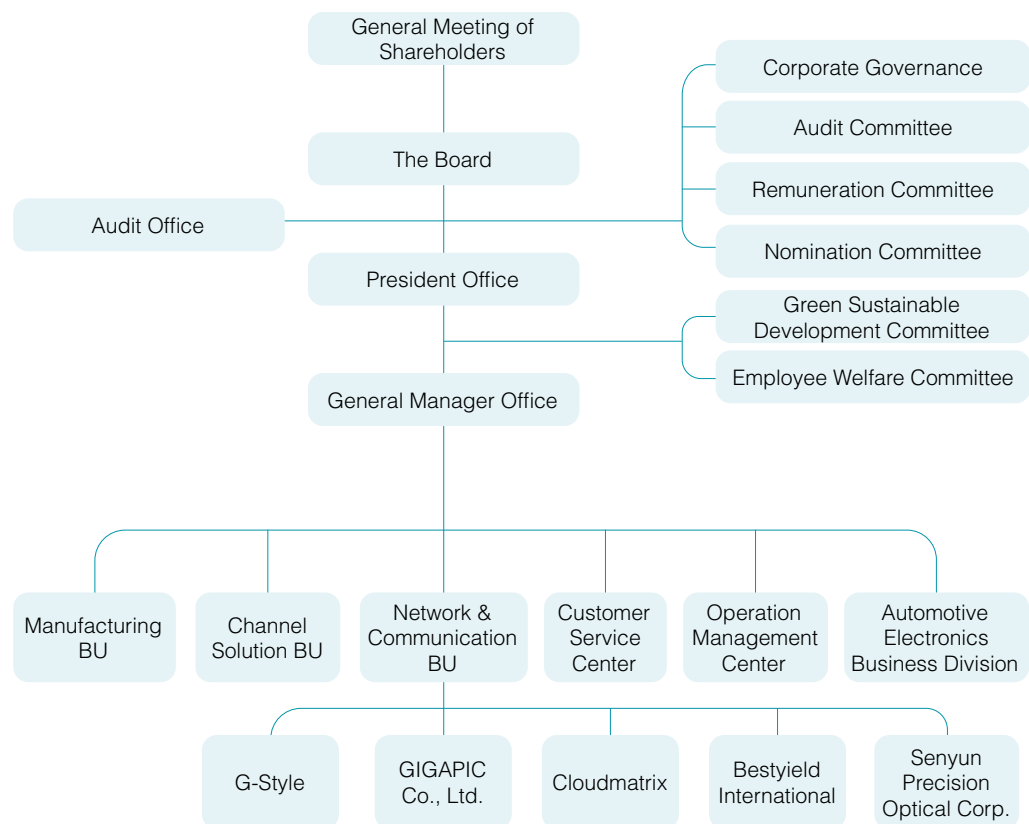 General Meeting of
Shareholders
Corporate Governance
Audit Committee
The Board
Remuneration Committee
Audit Office
Nomination Committee
President Office
Green Sustainable
Development Committee
Employee Welfare Committee
General Manager Office
Manufacturing
BU
Channel
Solution BU
Network &
Communication
BU
Customer
Service
Center
Operation
Management
Center
Automotive
Electronics
Business Division
G-Style
GIGAPIC
Co., Ltd.
Cloudmatrix
Bestyield
International
Senyun
Precision
Optical Corp.